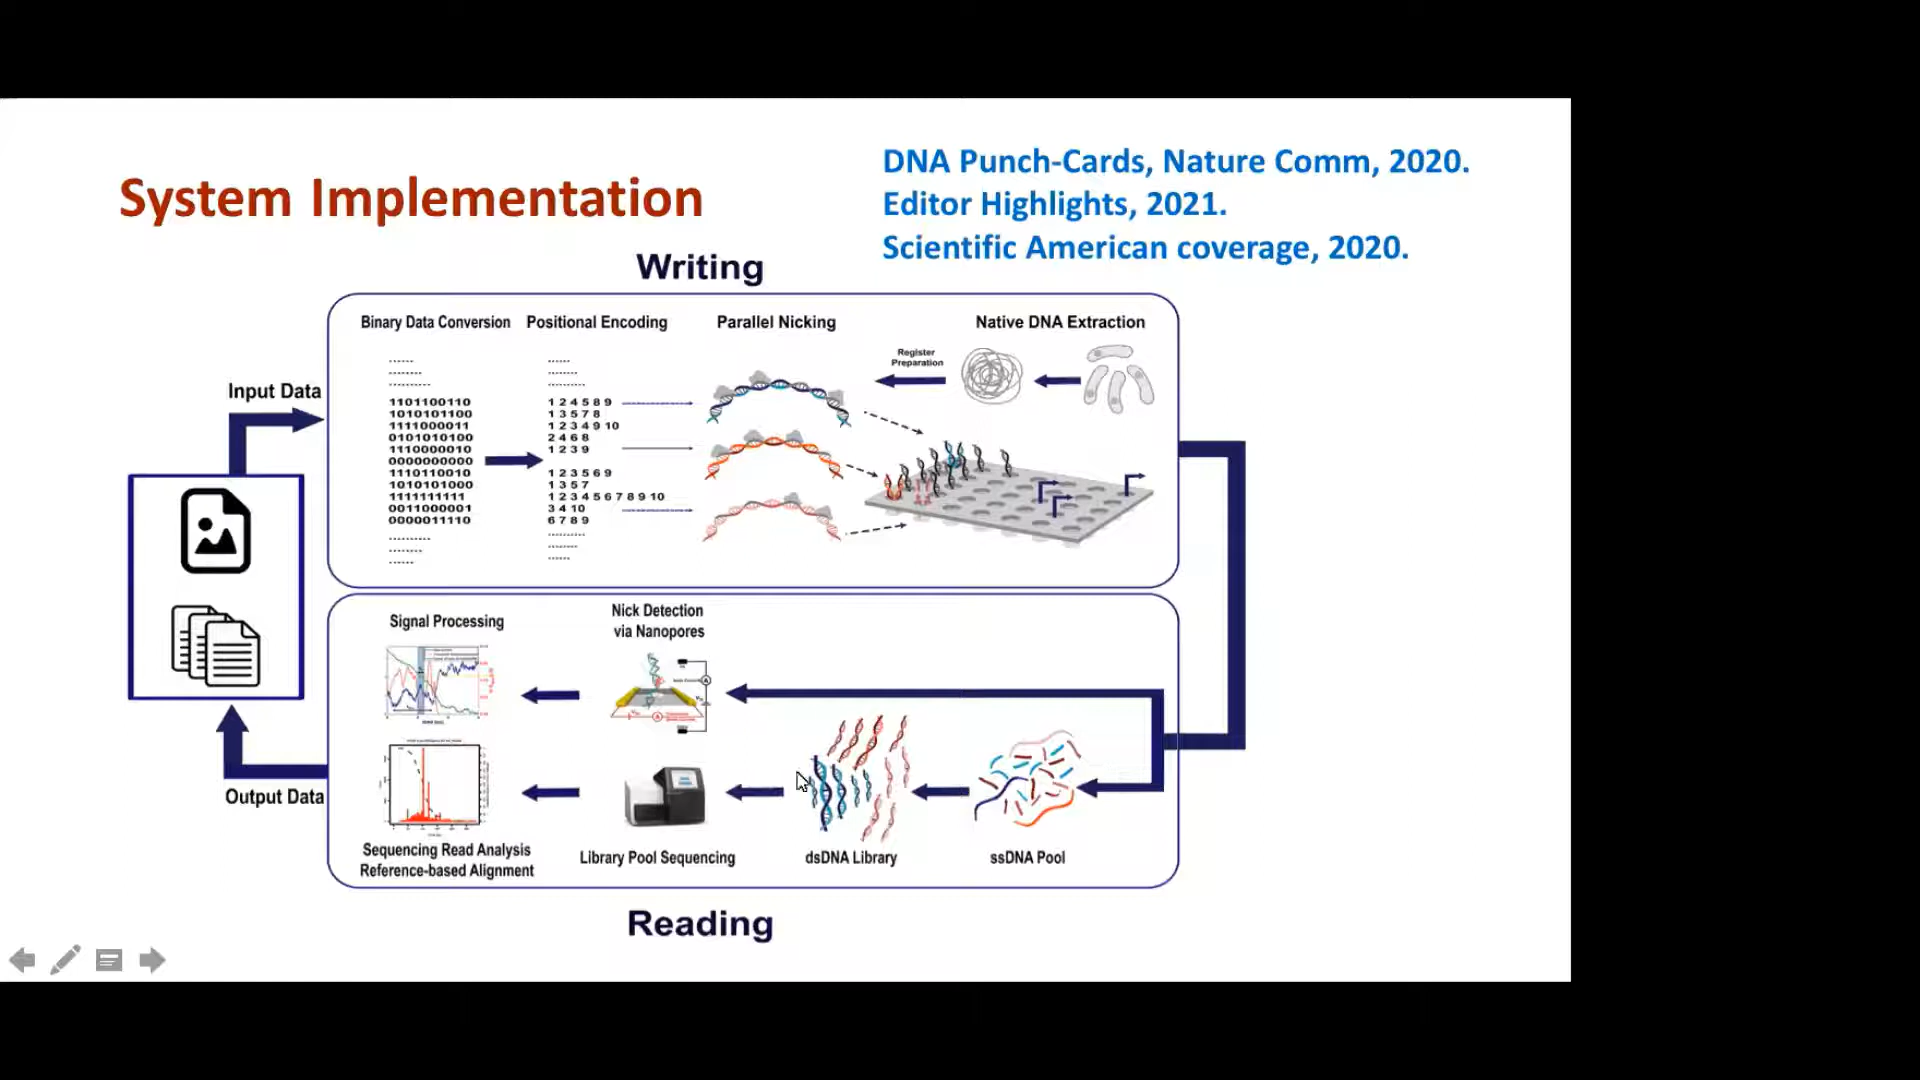 System Implementation
DNA Punch-Cards, Nature Comm, 2020.
Editor Highlights, 2021.
Scientific American coverage, 2020.
Writing
Binary Data Conversion
Positional Encoding
Parallel Nicking
Native DNA Extraction
Register
Preparation
Input Data
1101100110
1010101100
1111000011
0101010100
1110000010
0000000000
1110110010
1010101000
1111111111
0011000001
0000011110
1 2 4 5 8 9
1 3 5 7 8
1 2 3 4 9 10
2 4 6 8
1 2 3 9
1 2 3 5 6 9
1 3 5 7
1 2 3 4 5 6 7 8 9 10
3 4 10
6 7 8 9
Signal Processing
Nick Detection
via Nanopores
Output Data
Sequencing Read Analysis
Reference-based Alignment
Library Pool Sequencing
dsDNA Library
ssDNA Pool
Reading